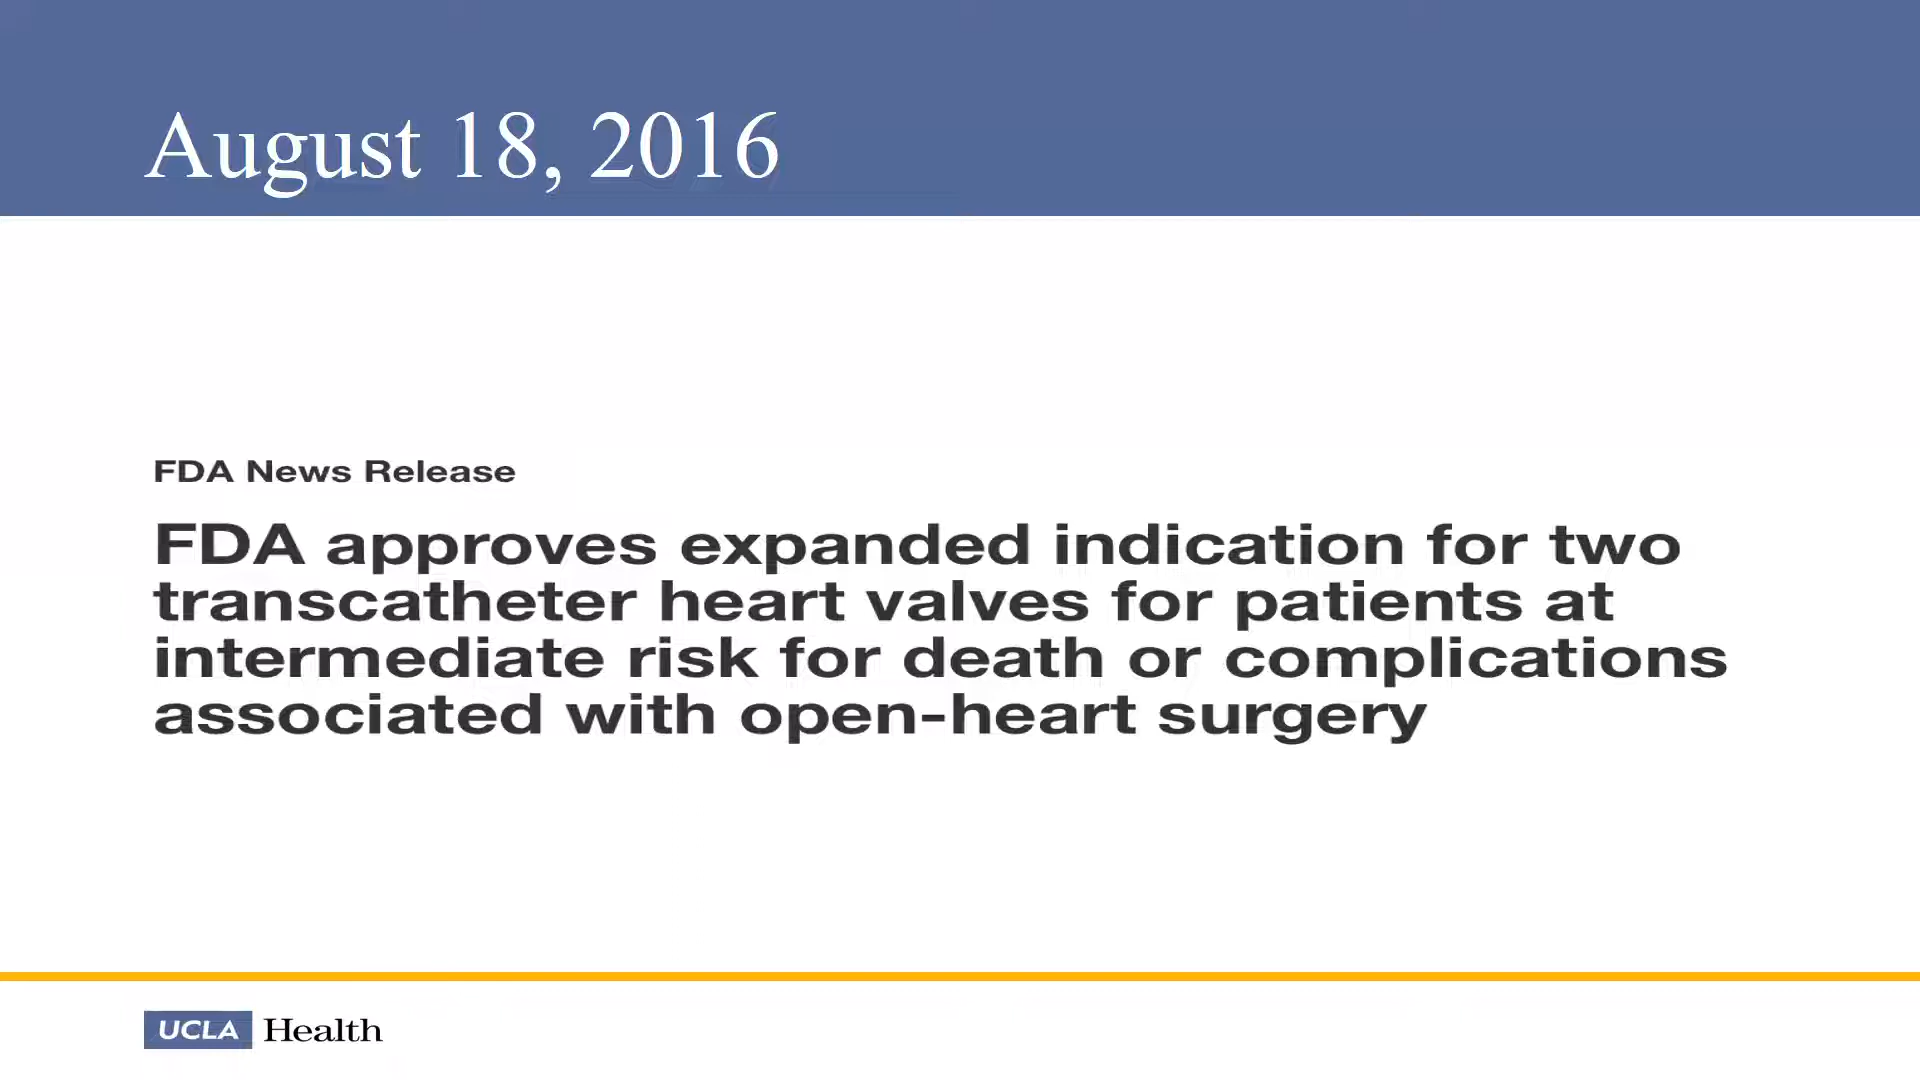 August 18, 2016
FDA News Release
FDA approves expanded indication for two
transcatheter heart valves for patients at
intermediate risk for death or complications
associated with open-heart surgery
UCLA Health